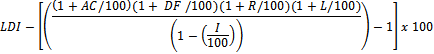 LDI − [((1 + AC/100)(1 + DF /100)(1 + R/100)(1 + L/100) / (1 − (I/100))) − 1] x 100